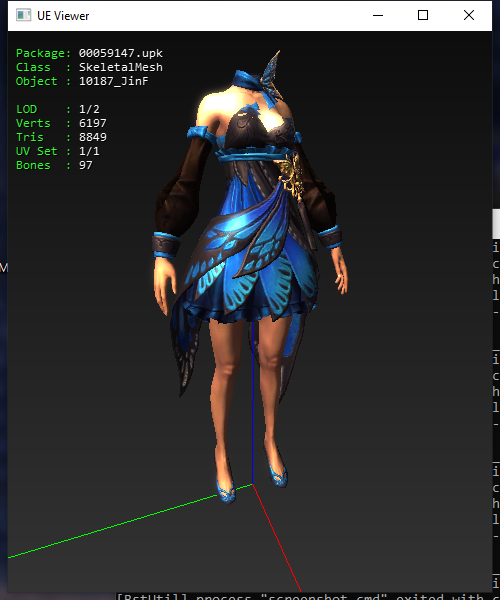 UE Viewer
Package: 00059147.upk
Class : SkeletalMesh
Object : 10187_JinF
LOD : 1/2
Verts : 6197
Tris : 8849
UV Set : 1/1
Bones : 97
M
i
c
h
l
-
i
c
h
l
-
i
c
h
l
-
i
[BstUtil] process "screenshot.cmd" exited with c